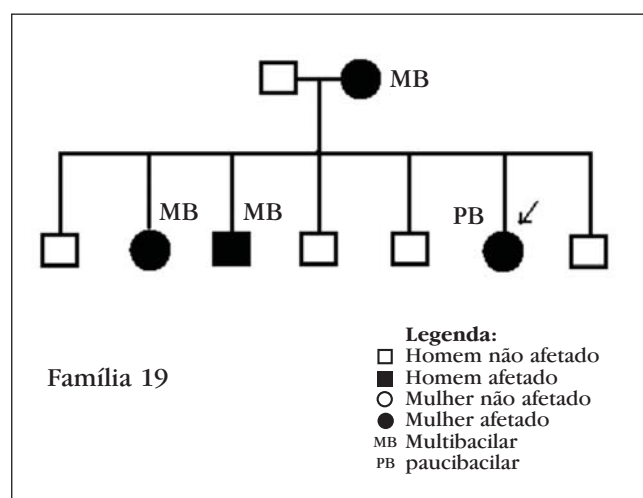 MB
MB
MB
PB
Família 19
Legenda:
Homem não afetado
Homem afetado
Mulher não afetado
Mulher afetado
MB Multibacilar
PB paucibacilar